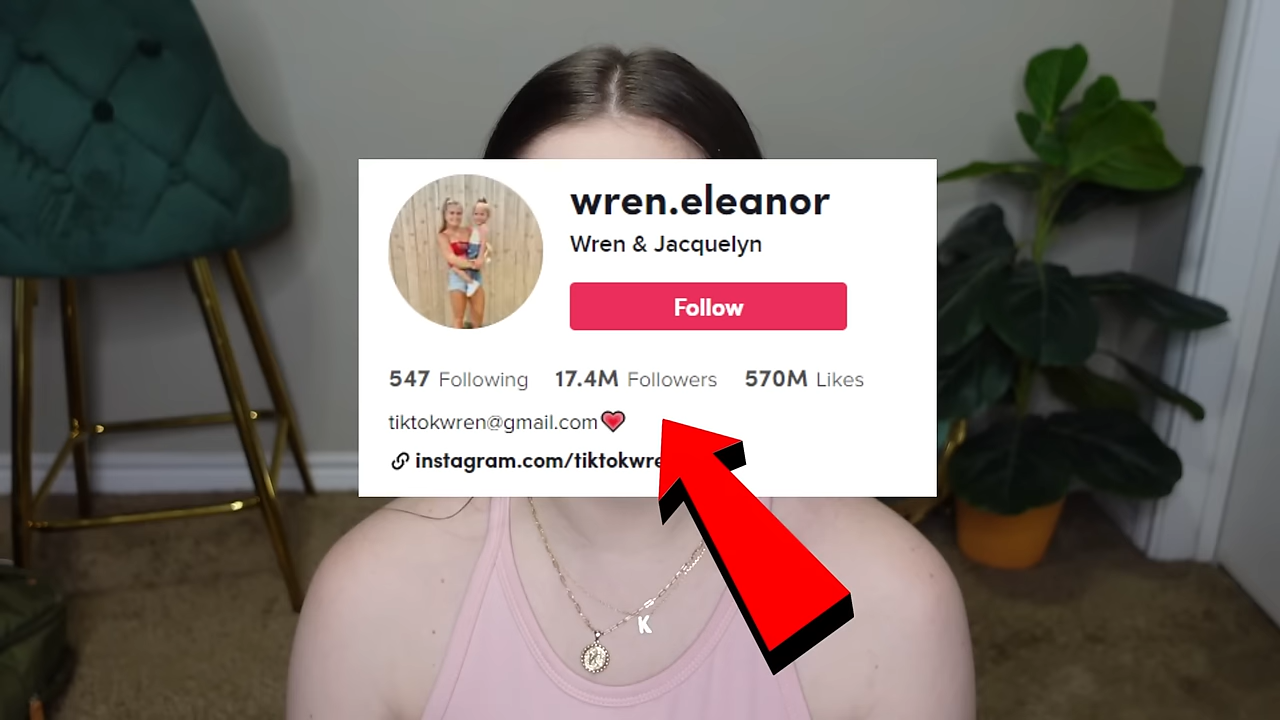 wren.eleanor
Wren & Jacquelyn
Follow
547 Following 17.4M Followers 570M Likes
tiktokwren@gmail.com❤️
instagram.com/tiktokwre
K